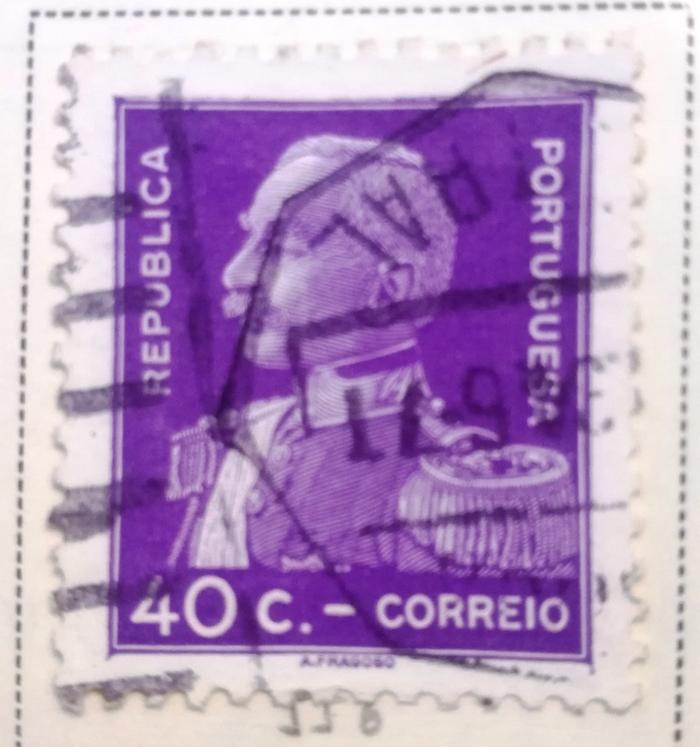 REPUBLICA
PORTUGUESA
40 c. - CORREIO
A.FRAGOSO